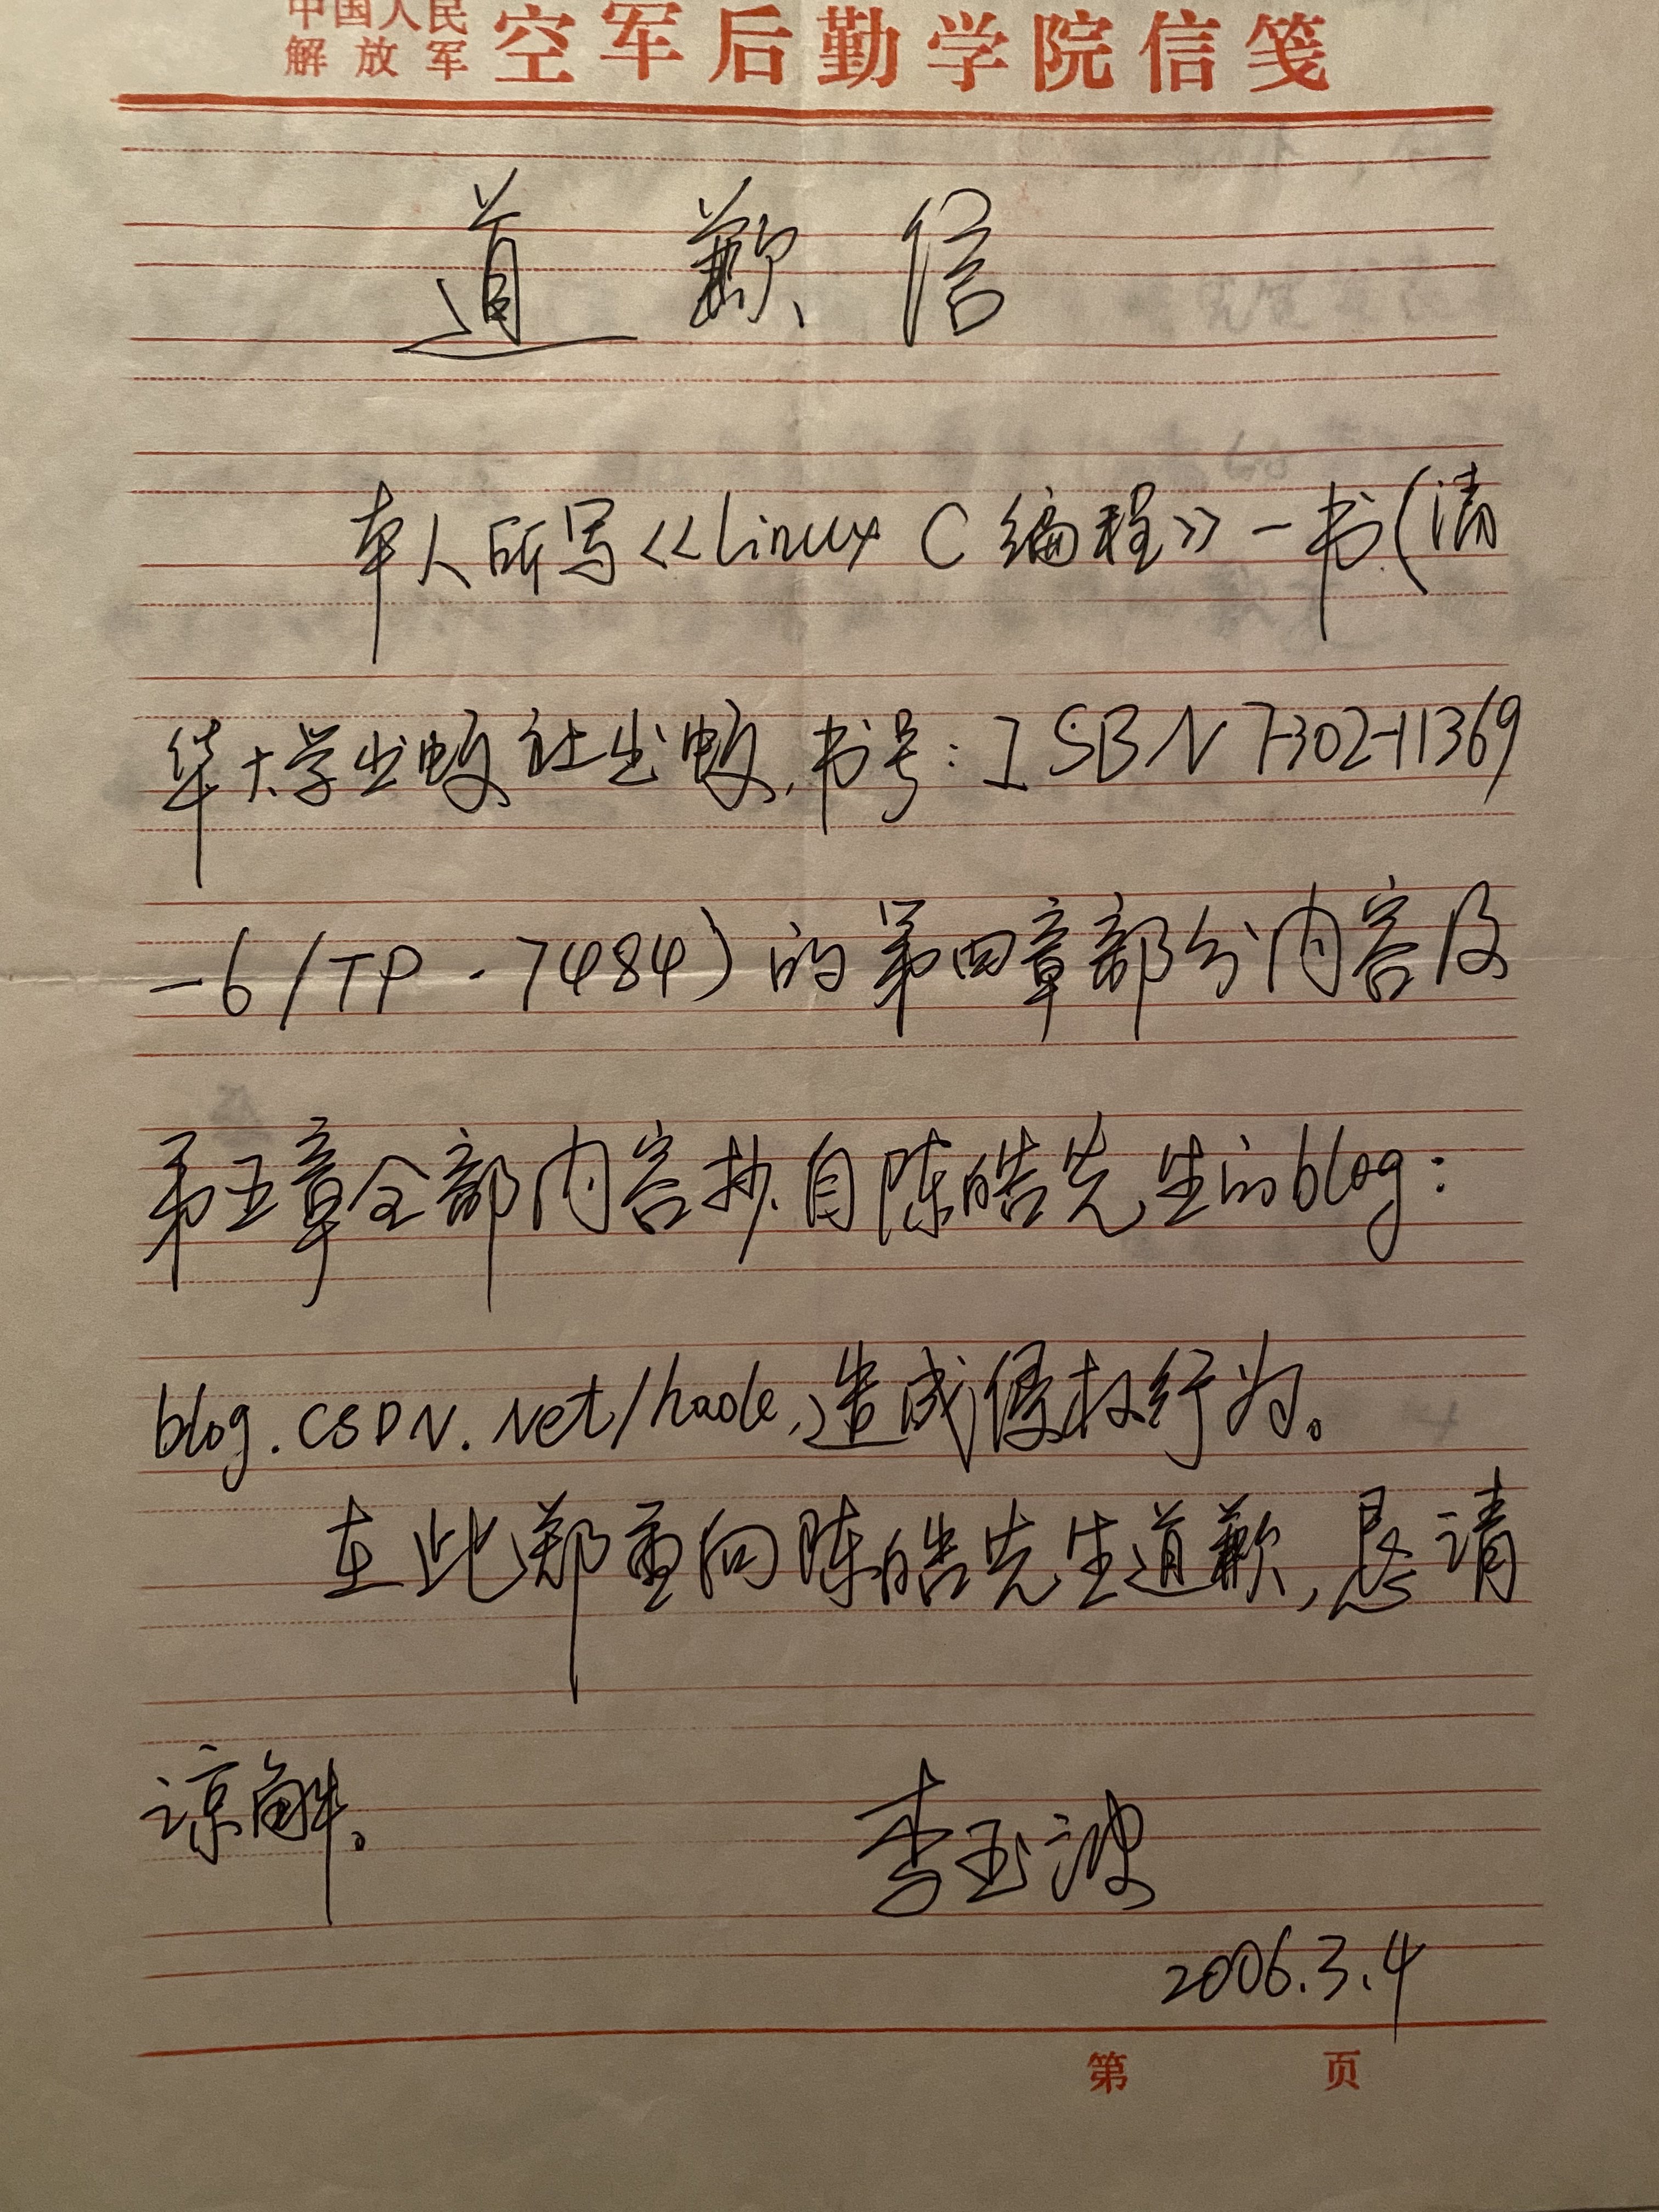 中国人民
解放军 空军后勤学院信笺
道歉信
本人所写《Linux C 编程》一书(清
华大学出版社出版,书号:ISBN 7-302-11369
-6/TP·7484)的第四章部分内容及
第五章全部内容抄自陈皓先生的blog:
blog.CSDN.Net/haoel,造成侵权行为。
在此郑重向陈皓先生道歉,恳请
谅解。
李玉波
2006.3.4
第 页